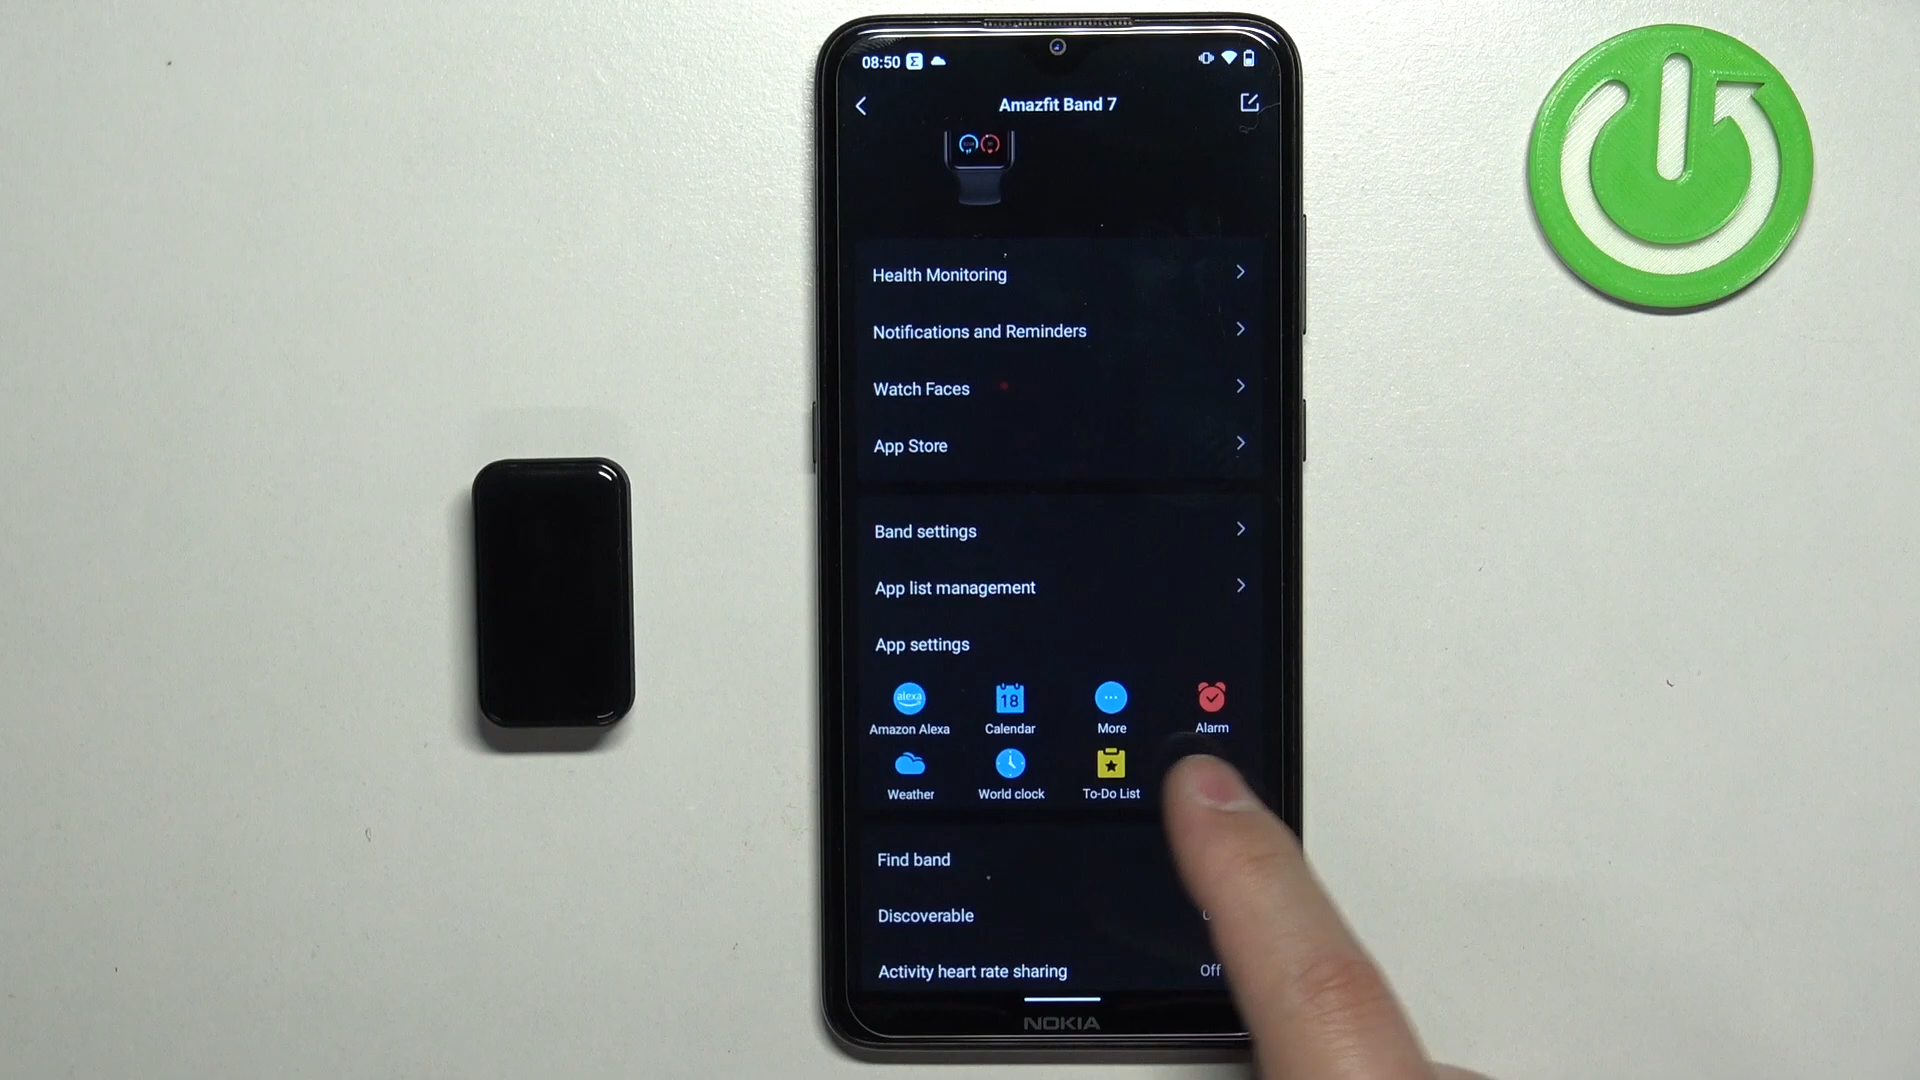 08:50
Amazfit Band 7
Health Monitoring
Notifications and Reminders
Watch Faces
App Store
Band settings
App list management
App settings
alexa 18
Amazon Alexa Calendar More Alarm
Weather World clock To-Do List
Find band
Discoverable
Activity heart rate sharing Off
NOKIA